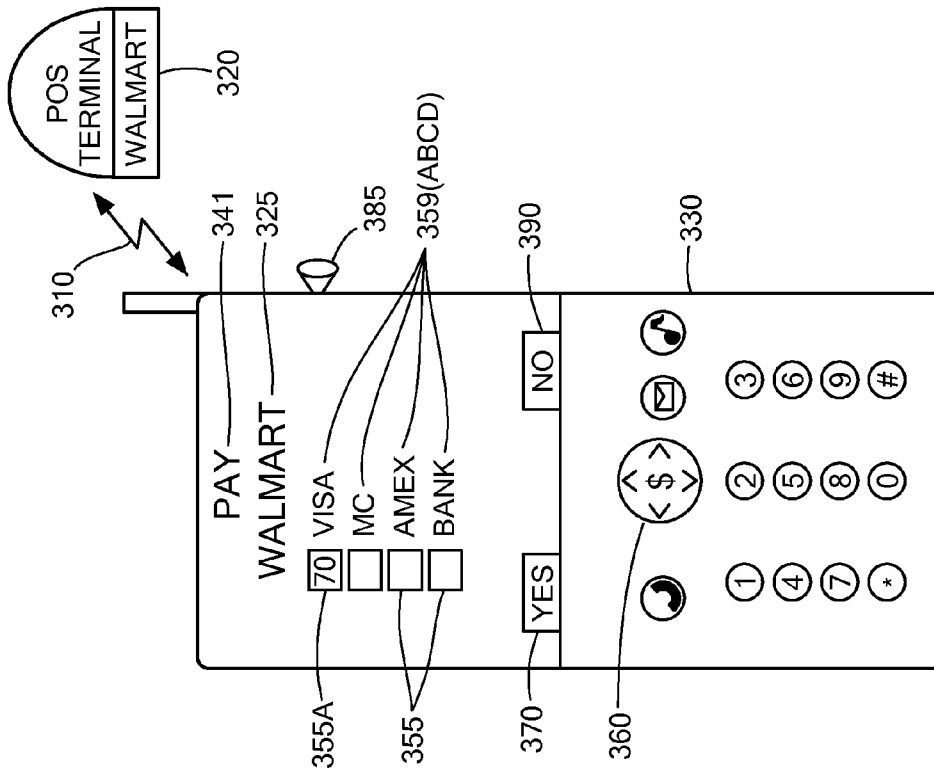 POS
TERMINAL
WALMART
320
310
PAY 341
WALMART 325
385
355A 70 VISA
MC 359(ABCD)
AMEX
355 BANK
370 YES NO 390
330
< ^ $ v >
360
1 2 3
4 5 6
7 8 9
* 0 #